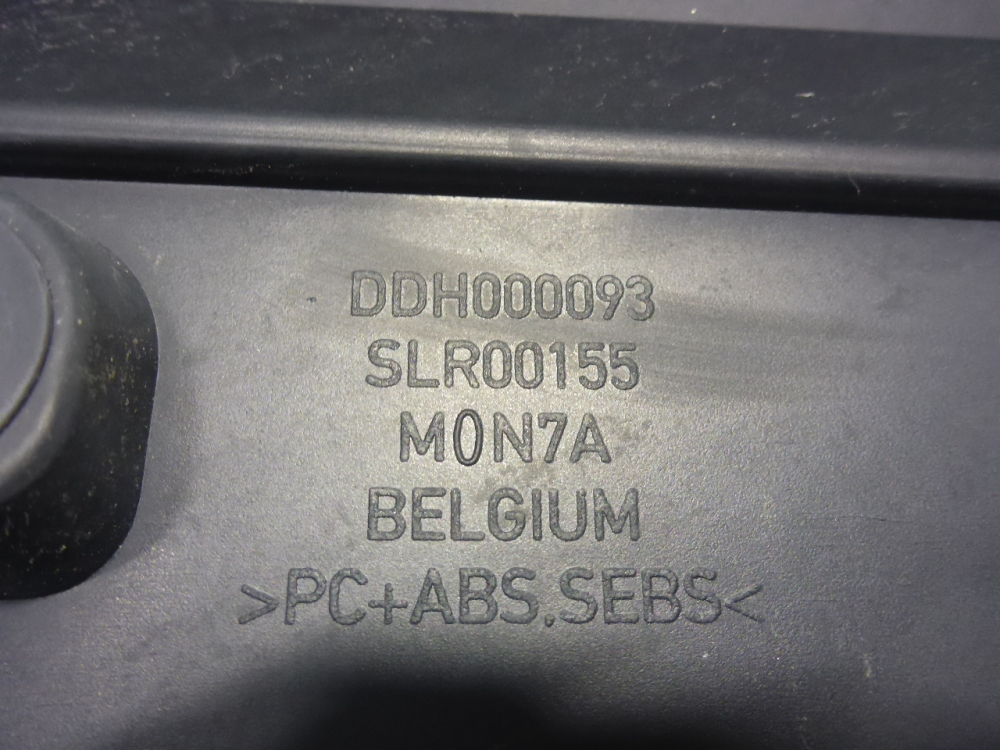 DDH000093
SLR00155
M0N7A
BELGIUM
>PC+ABS.SEBS<